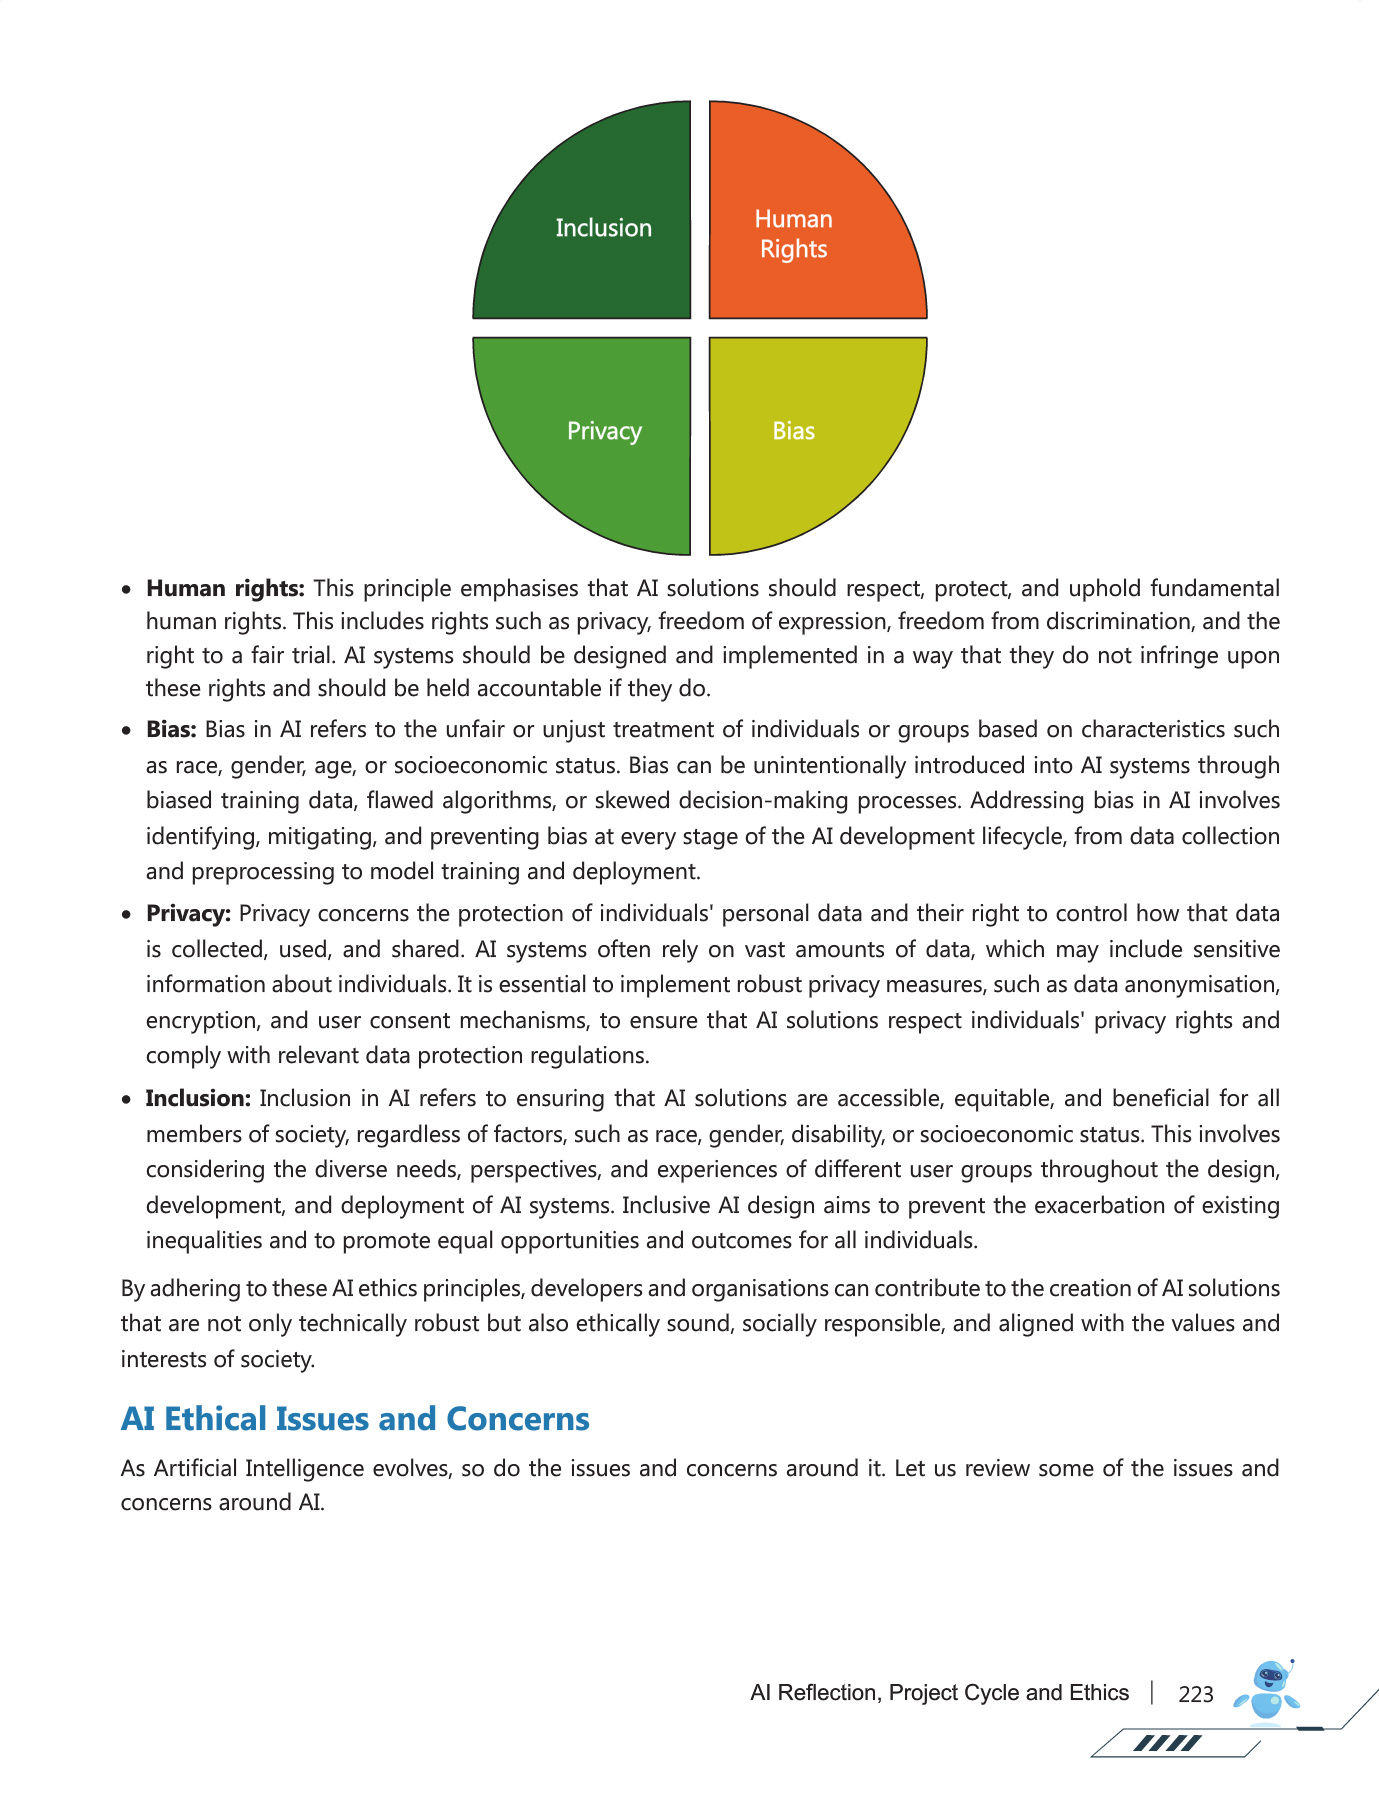 Inclusion
Human
Rights
Privacy
Bias
• Human rights: This principle emphasises that AI solutions should respect, protect, and uphold fundamental
human rights. This includes rights such as privacy, freedom of expression, freedom from discrimination, and the
right to a fair trial. AI systems should be designed and implemented in a way that they do not infringe upon
these rights and should be held accountable if they do.
• Bias: Bias in AI refers to the unfair or unjust treatment of individuals or groups based on characteristics such
as race, gender, age, or socioeconomic status. Bias can be unintentionally introduced into AI systems through
biased training data, flawed algorithms, or skewed decision-making processes. Addressing bias in AI involves
identifying, mitigating, and preventing bias at every stage of the AI development lifecycle, from data collection
and preprocessing to model training and deployment.
• Privacy: Privacy concerns the protection of individuals' personal data and their right to control how that data
is collected, used, and shared. AI systems often rely on vast amounts of data, which may include sensitive
information about individuals. It is essential to implement robust privacy measures, such as data anonymisation,
encryption, and user consent mechanisms, to ensure that AI solutions respect individuals' privacy rights and
comply with relevant data protection regulations.
• Inclusion: Inclusion in AI refers to ensuring that AI solutions are accessible, equitable, and beneficial for all
members of society, regardless of factors, such as race, gender, disability, or socioeconomic status. This involves
considering the diverse needs, perspectives, and experiences of different user groups throughout the design,
development, and deployment of AI systems. Inclusive AI design aims to prevent the exacerbation of existing
inequalities and to promote equal opportunities and outcomes for all individuals.
By adhering to these AI ethics principles, developers and organisations can contribute to the creation of AI solutions
that are not only technically robust but also ethically sound, socially responsible, and aligned with the values and
interests of society.
AI Ethical Issues and Concerns
As Artificial Intelligence evolves, so do the issues and concerns around it. Let us review some of the issues and
concerns around AI.
AI Reflection, Project Cycle and Ethics | 223